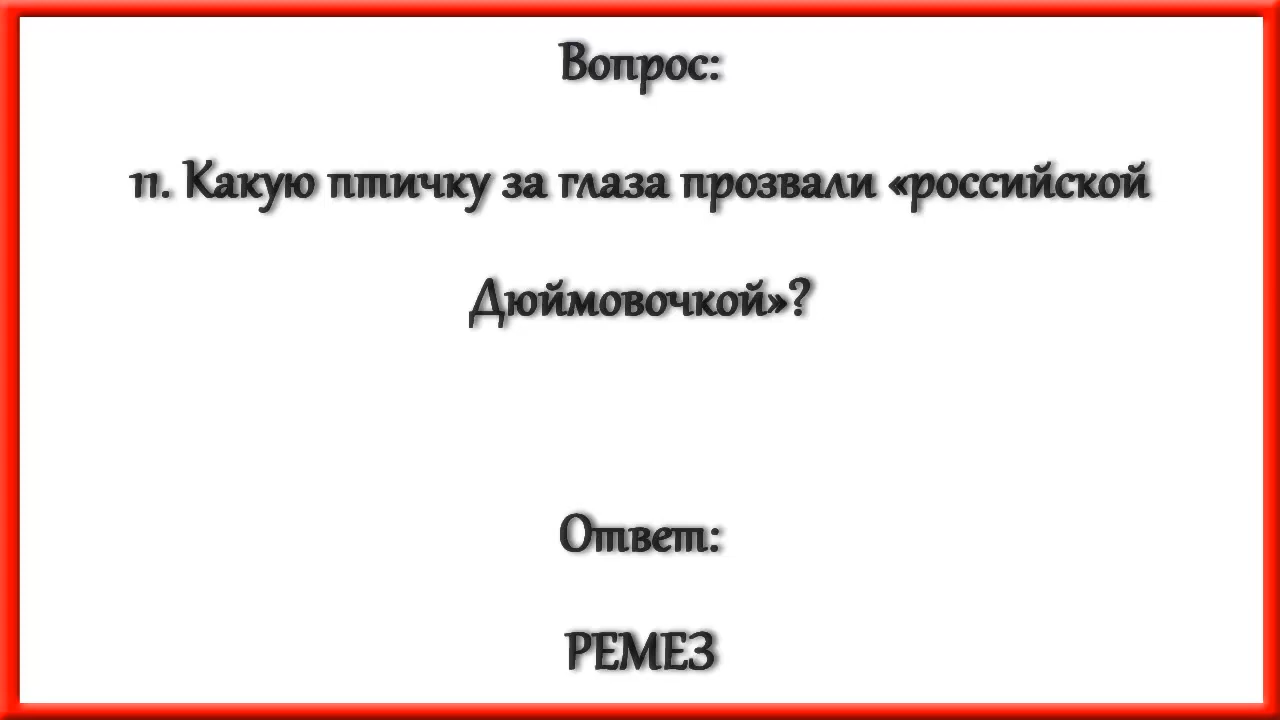 Вопрос:
11. Какую птичку за глаза прозвали «российской
Дюймовочкой»?
Ответ:
РЕМЕЗ